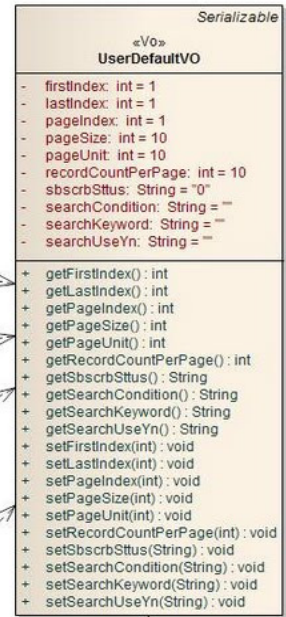 Serializable
«Vo»
UserDefaultVO
- firstIndex: int = 1
- lastIndex: int = 1
- pageIndex: int = 1
- pageSize: int = 10
- pageUnit: int = 10
- recordCountPerPage: int = 10
- sbscrbSttus: String = "0"
- searchCondition: String = ""
- searchKeyword: String = ""
- searchUseYn: String = ""
+ getFirstIndex() : int
+ getLastIndex() : int
+ getPageIndex() : int
+ getPageSize() : int
+ getPageUnit() : int
+ getRecordCountPerPage() : int
+ getSbscrbSttus() : String
+ getSearchCondition() : String
+ getSearchKeyword() : String
+ getSearchUseYn() : String
+ setFirstIndex(int) : void
+ setLastIndex(int) : void
+ setPageIndex(int) : void
+ setPageSize(int) : void
+ setPageUnit(int) : void
+ setRecordCountPerPage(int) : void
+ setSbscrbSttus(String) : void
+ setSearchCondition(String) : void
+ setSearchKeyword(String) : void
+ setSearchUseYn(String) : void